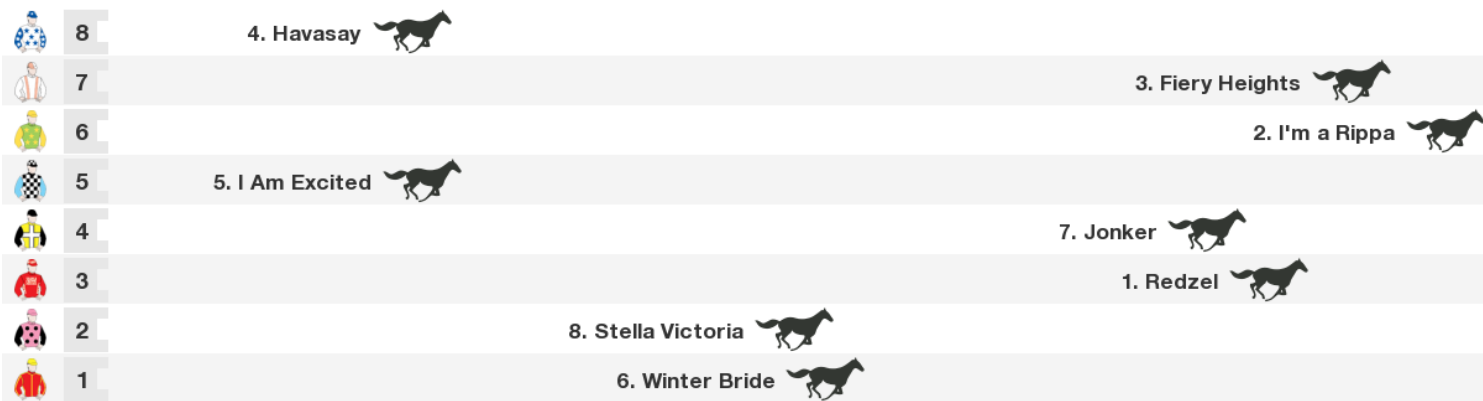 8 4. Havasay
7 3. Fiery Heights
6 2. I'm a Rippa
5 5. I Am Excited
4 7. Jonker
3 1. Redzel
2 8. Stella Victoria
1 6. Winter Bride